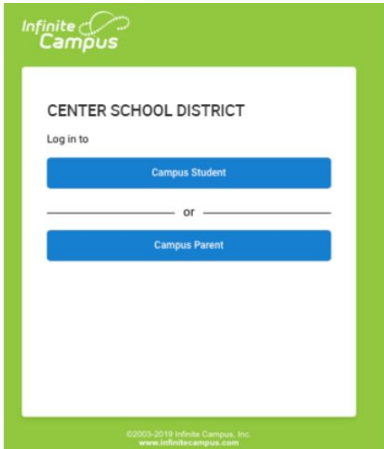 Infinite
Campus
CENTER SCHOOL DISTRICT
Log in to
Campus Student
or
Campus Parent
©2003-2019 Infinite Campus, Inc.
www.infinitecampus.com